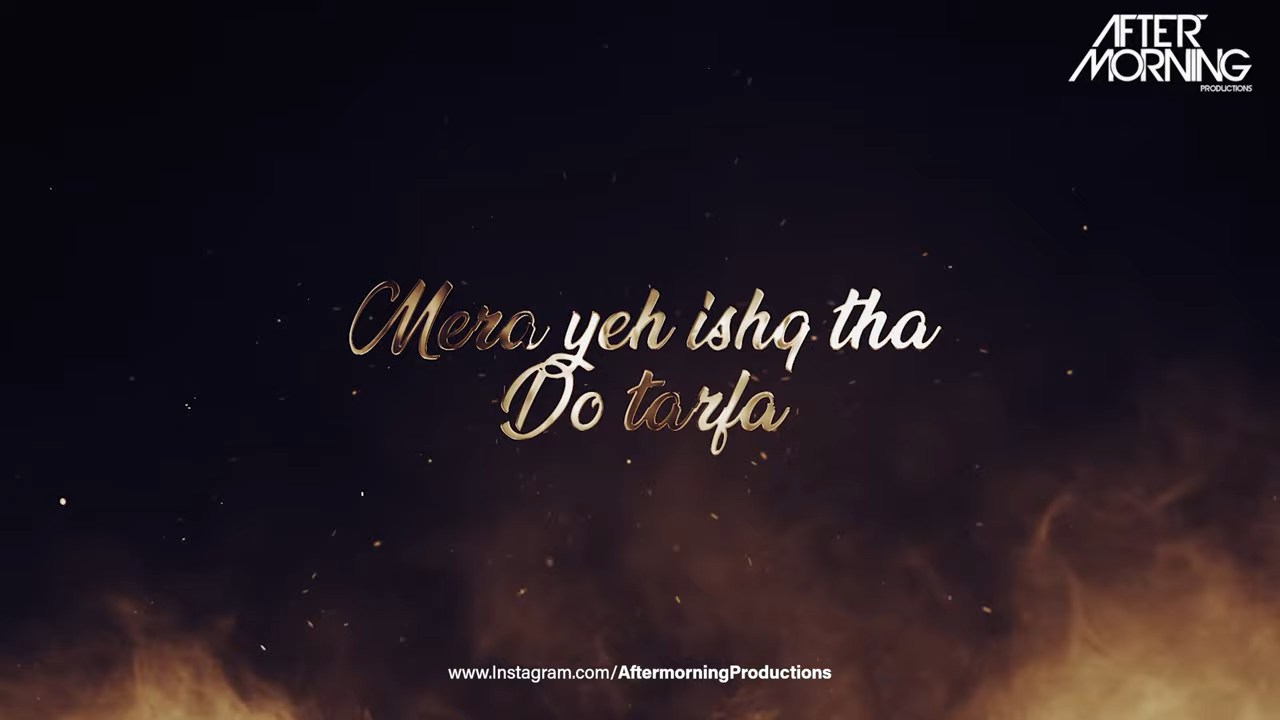 AFTER
MORNING
PRODUCTIONS
Mera yeh ishq tha
Do tarfa
www.Instagram.com/AftermorningProductions